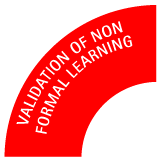 VALIDATION OF NON
FORMAL LEARNING